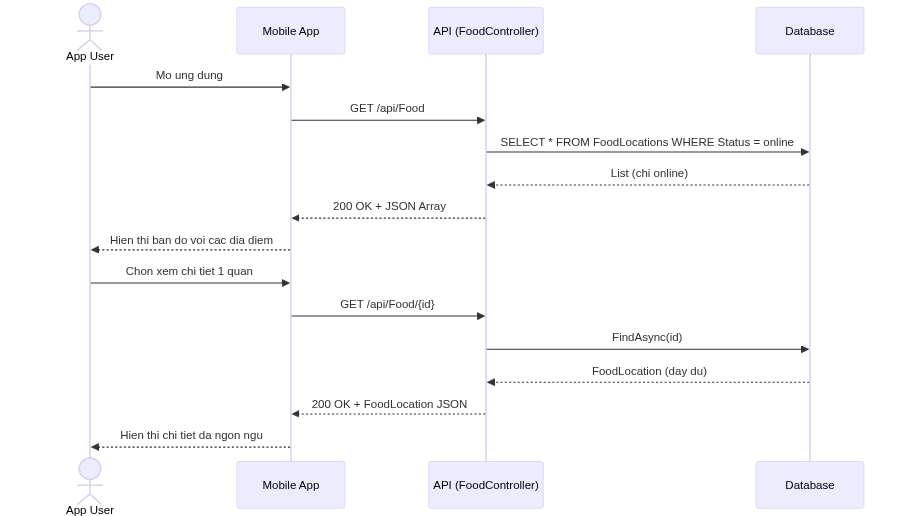 App User
Mobile App
API (FoodController)
Database
Mo ung dung
GET /api/Food
SELECT * FROM FoodLocations WHERE Status = online
List (chi online)
200 OK + JSON Array
Hien thi ban do voi cac dia diem
Chon xem chi tiet 1 quan
GET /api/Food/{id}
FindAsync(id)
FoodLocation (day du)
200 OK + FoodLocation JSON
Hien thi chi tiet da ngon ngu
App User
Mobile App
API (FoodController)
Database